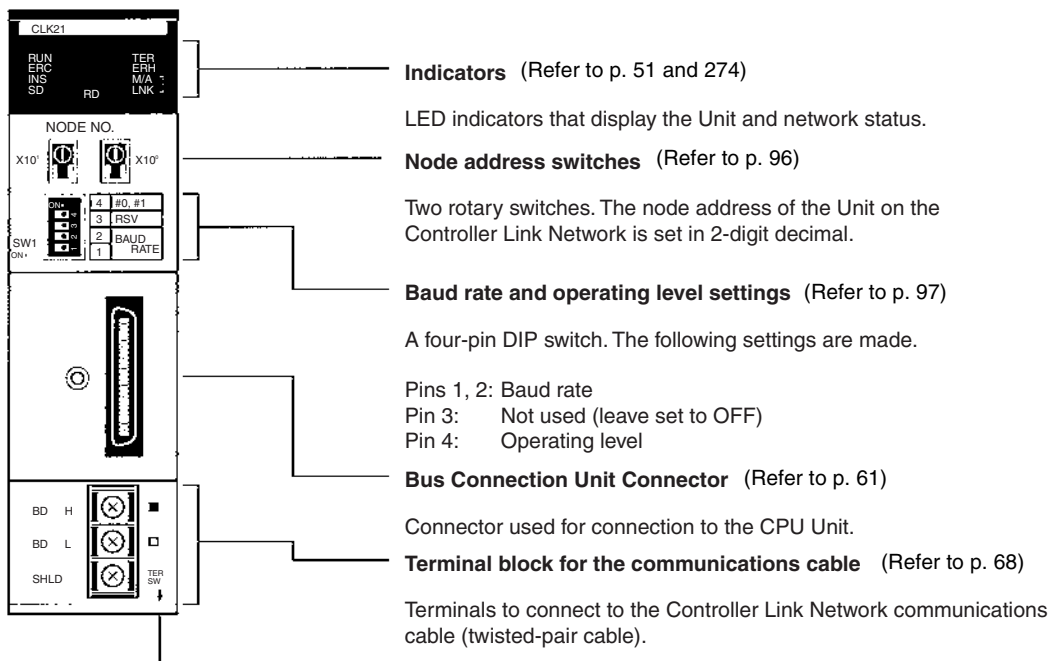 CLK21
RUN TER
ERC ERH
INS M/A
SD RD LNK
NODE NO.
X10¹ X10⁰
ON
4 #0, #1
3 RSV
2 BAUD
1 RATE
SW1
ON
4
3
2
1
BD H
BD L
SHLD
TER
SW
Indicators (Refer to p. 51 and 274)
LED indicators that display the Unit and network status.
Node address switches (Refer to p. 96)
Two rotary switches. The node address of the Unit on the
Controller Link Network is set in 2-digit decimal.
Baud rate and operating level settings (Refer to p. 97)
A four-pin DIP switch. The following settings are made.
Pins 1, 2: Baud rate
Pin 3: Not used (leave set to OFF)
Pin 4: Operating level
Bus Connection Unit Connector (Refer to p. 61)
Connector used for connection to the CPU Unit.
Terminal block for the communications cable (Refer to p. 68)
Terminals to connect to the Controller Link Network communications
cable (twisted-pair cable).